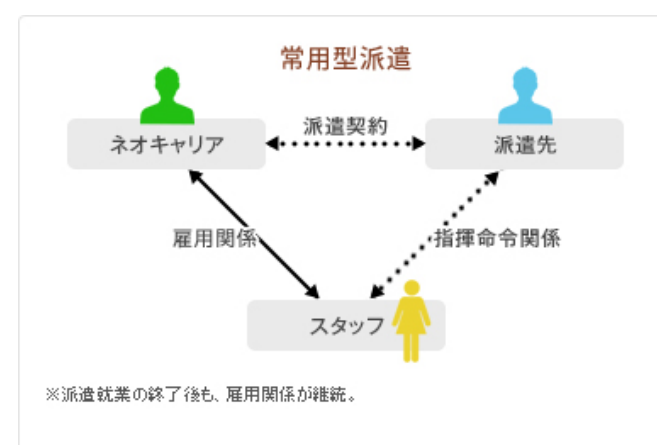 常用型派遣
ネオキャリア
派遣契約
派遣先
雇用関係
指揮命令関係
スタッフ
※派遣就業の終了後も、雇用関係が継続。